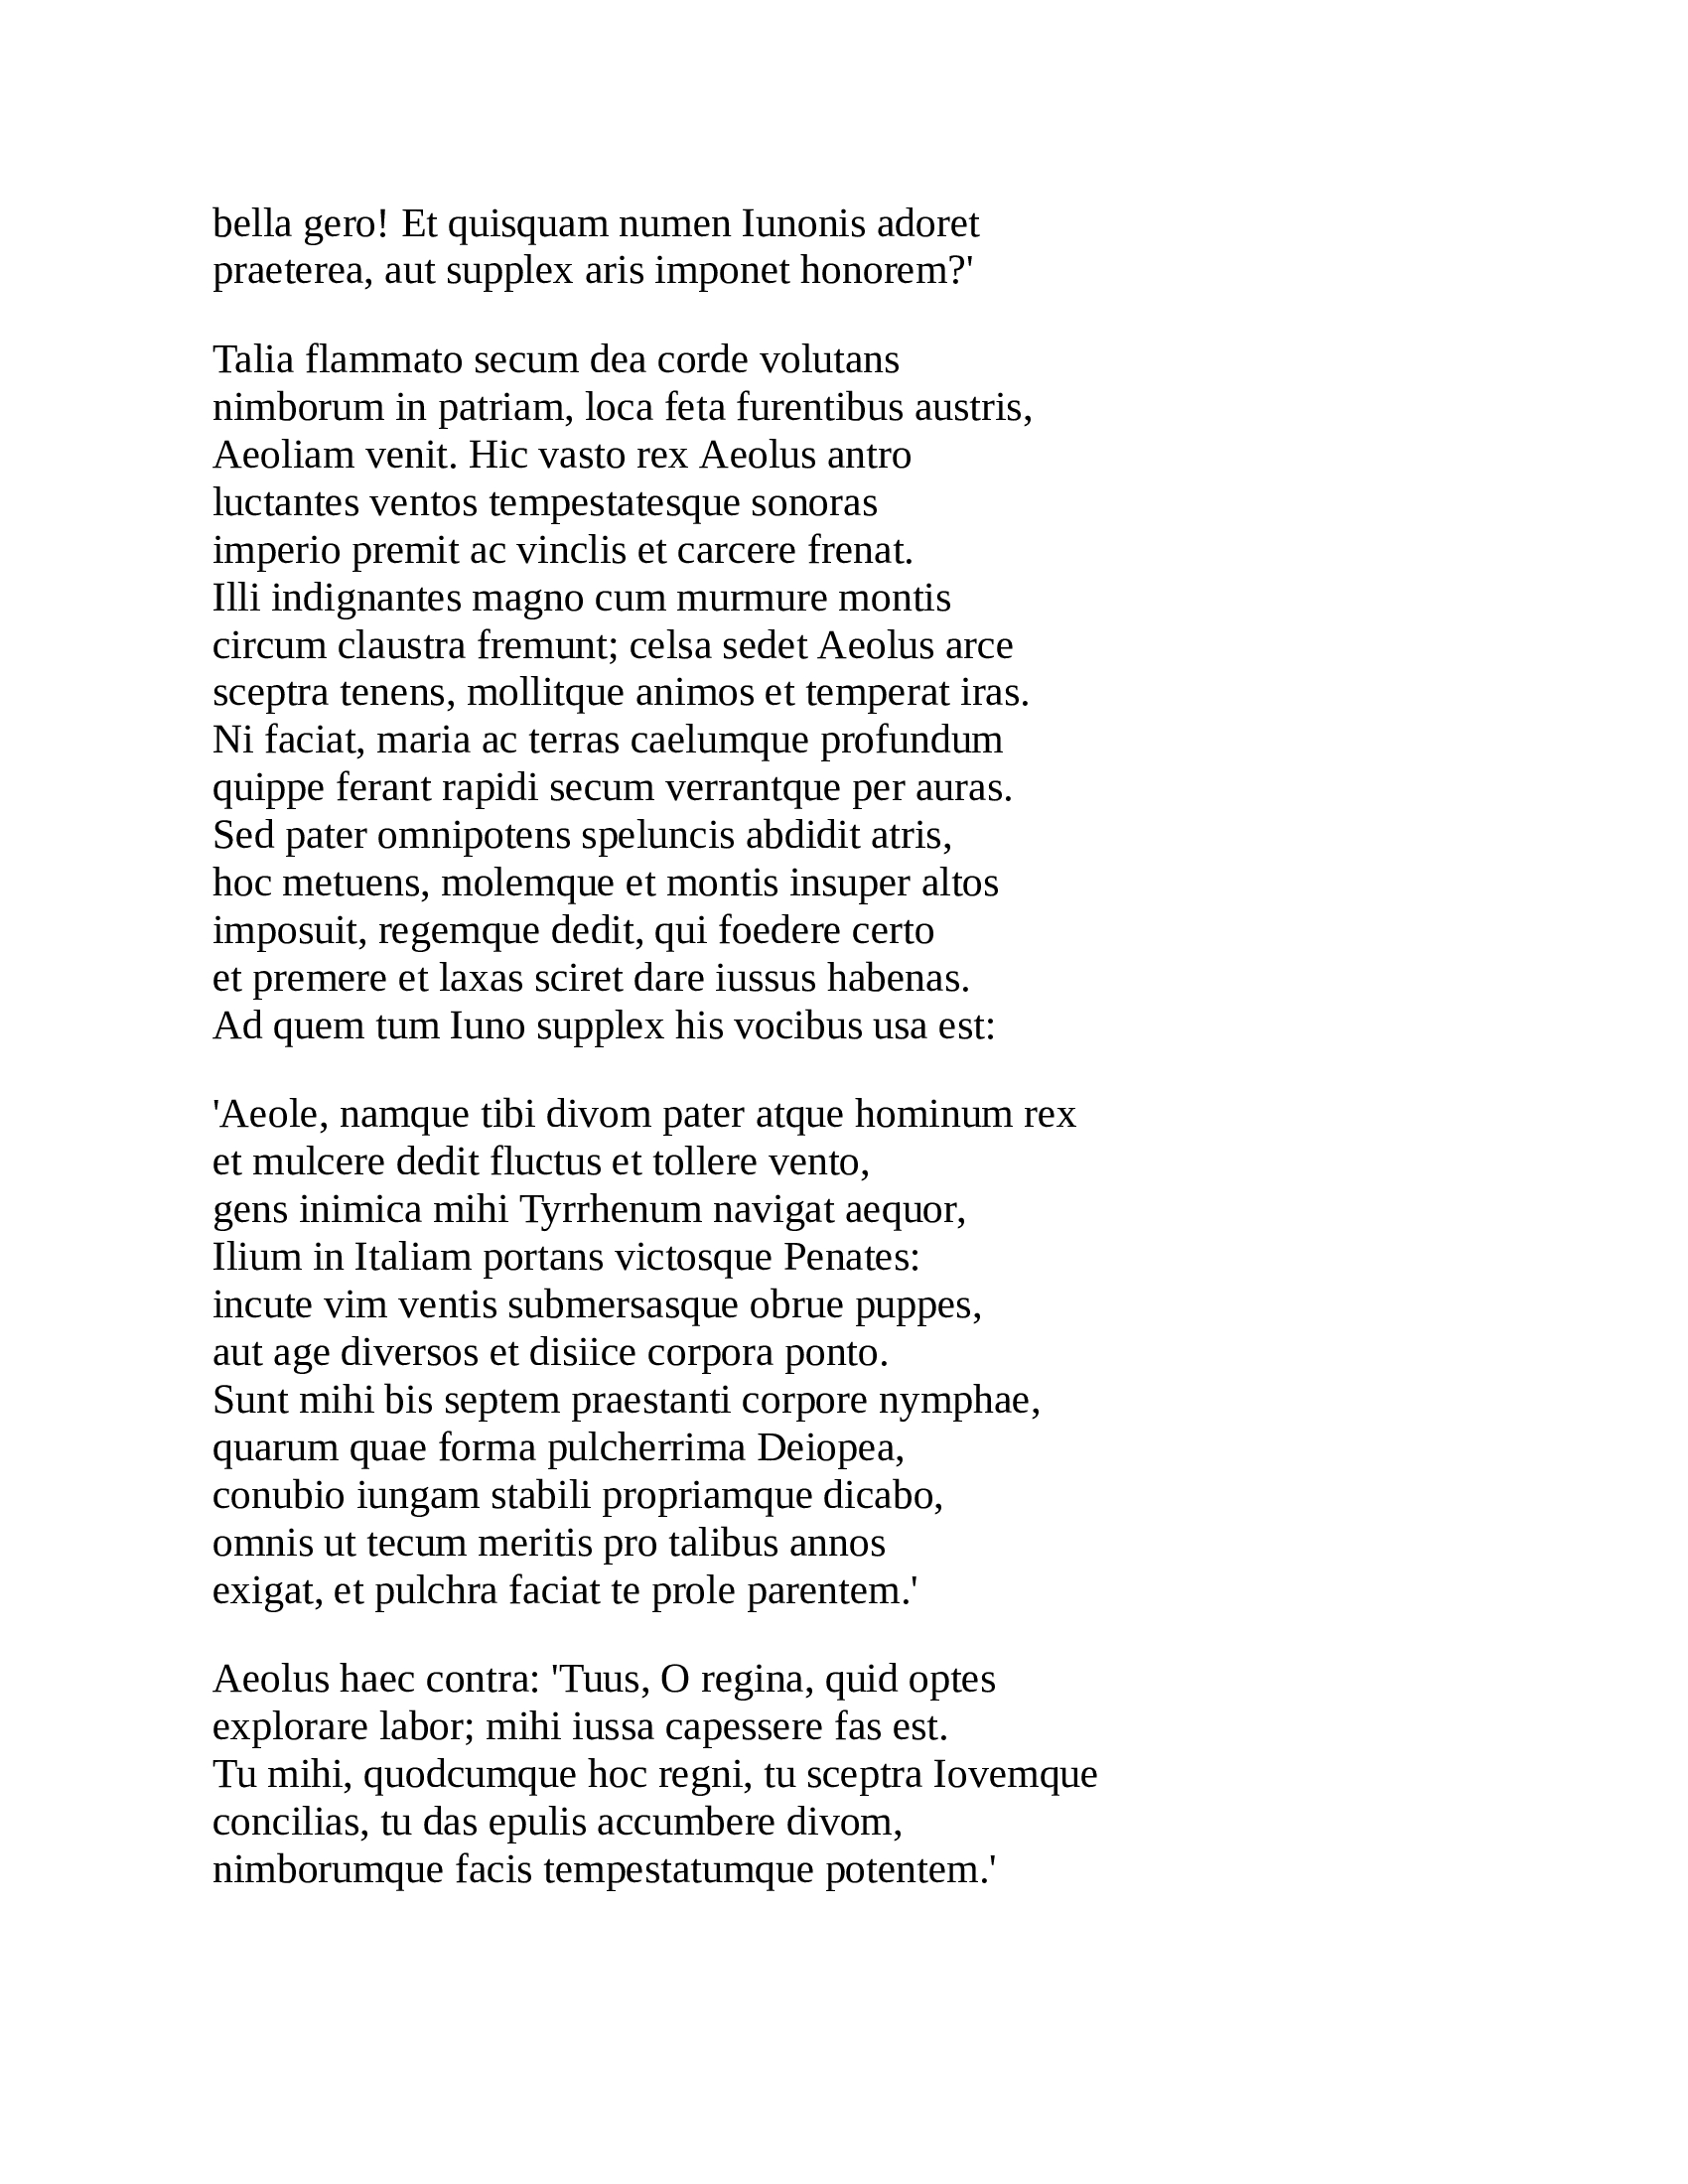 bella gero! Et quisquam numen Iunonis adoret
praeterea, aut supplex aris imponet honorem?'
Talia flammato secum dea corde volutans
nimborum in patriam, loca feta furentibus austris,
Aeoliam venit. Hic vasto rex Aeolus antro
luctantes ventos tempestatesque sonoras
imperio premit ac vinclis et carcere frenat.
Illi indignantes magno cum murmure montis
circum claustra fremunt; celsa sedet Aeolus arce
sceptra tenens, mollitque animos et temperat iras.
Ni faciat, maria ac terras caelumque profundum
quippe ferant rapidi secum verrantque per auras.
Sed pater omnipotens speluncis abdidit atris,
hoc metuens, molemque et montis insuper altos
imposuit, regemque dedit, qui foedere certo
et premere et laxas sciret dare iussus habenas.
Ad quem tum Iuno supplex his vocibus usa est:
'Aeole, namque tibi divom pater atque hominum rex
et mulcere dedit fluctus et tollere vento,
gens inimica mihi Tyrrhenum navigat aequor,
Ilium in Italiam portans victosque Penates:
incute vim ventis submersasque obrue puppes,
aut age diversos et disiice corpora ponto.
Sunt mihi bis septem praestanti corpore nymphae,
quarum quae forma pulcherrima Deiopea,
conubio iungam stabili propriamque dicabo,
omnis ut tecum meritis pro talibus annos
exigat, et pulchra faciat te prole parentem.'
Aeolus haec contra: 'Tuus, O regina, quid optes
explorare labor; mihi iussa capessere fas est.
Tu mihi, quodcumque hoc regni, tu sceptra Iovemque
concilias, tu das epulis accumbere divom,
nimborumque facis tempestatumque potentem.'